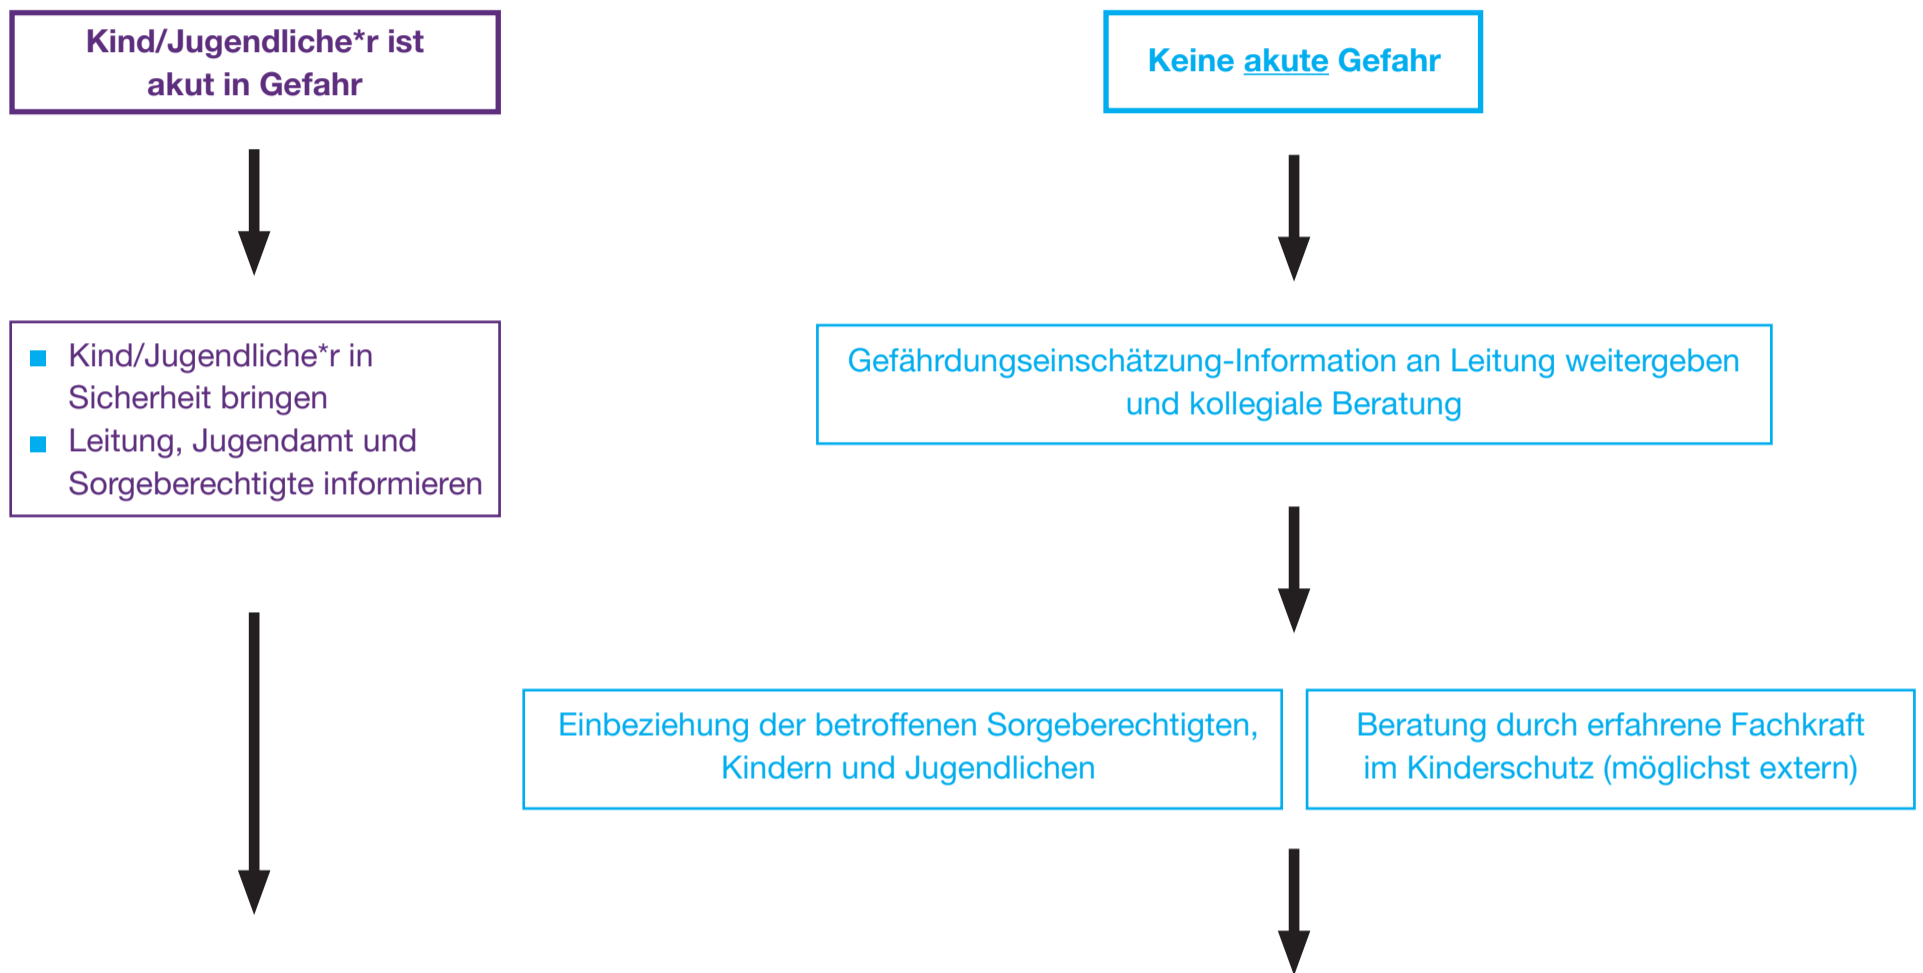 Kind/Jugendliche*r ist
akut in Gefahr
Keine akute Gefahr
Kind/Jugendliche*r in
Sicherheit bringen
Leitung, Jugendamt und
Sorgeberechtigte informieren
Gefährdungseinschätzung-Information an Leitung weitergeben
und kollegiale Beratung
Einbeziehung der betroffenen Sorgeberechtigten,
Kindern und Jugendlichen
Beratung durch erfahrene Fachkraft
im Kinderschutz (möglichst extern)